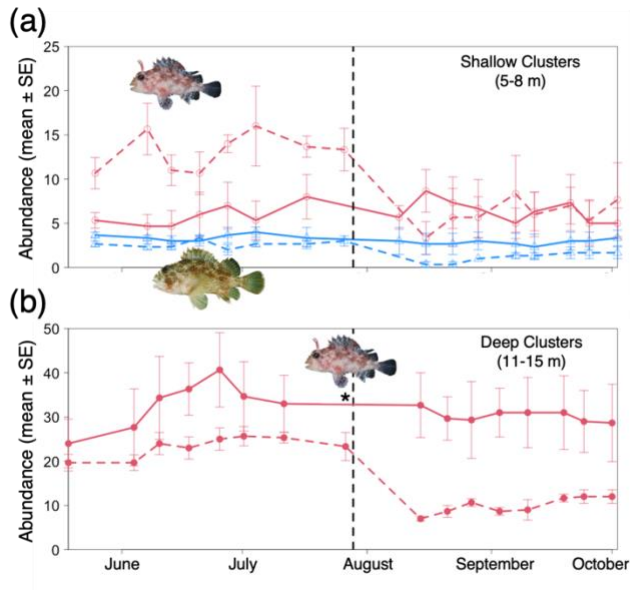 (a)
25
20
15
10
5
0
Abundance (mean ± SE)
Shallow Clusters
(5-8 m)
(b)
50
40
30
20
10
0
Abundance (mean ± SE)
Deep Clusters
(11-15 m)
*
June July August September October